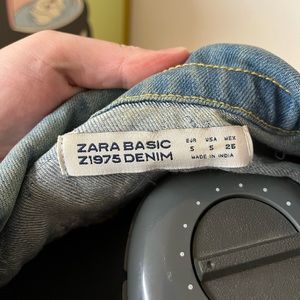 ZARA BASIC
Z1975 DENIM
EUR USA MEX
S S 26
MADE IN INDIA